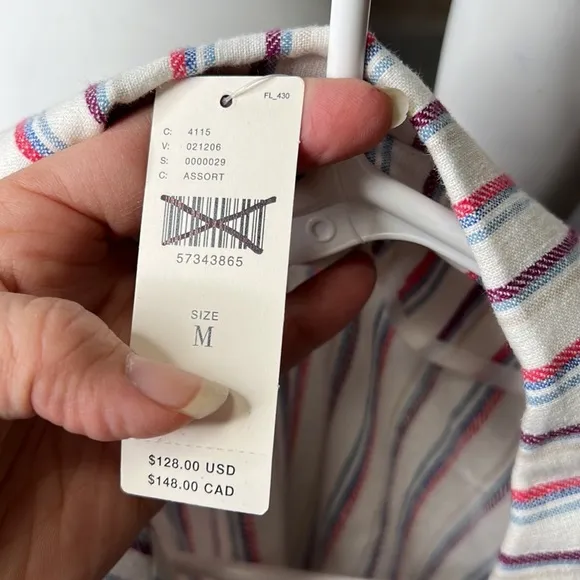 FL_430
C: 4115
V: 021206
S: 0000029
C: ASSORT
57343865
SIZE
M
$128.00 USD
$148.00 CAD